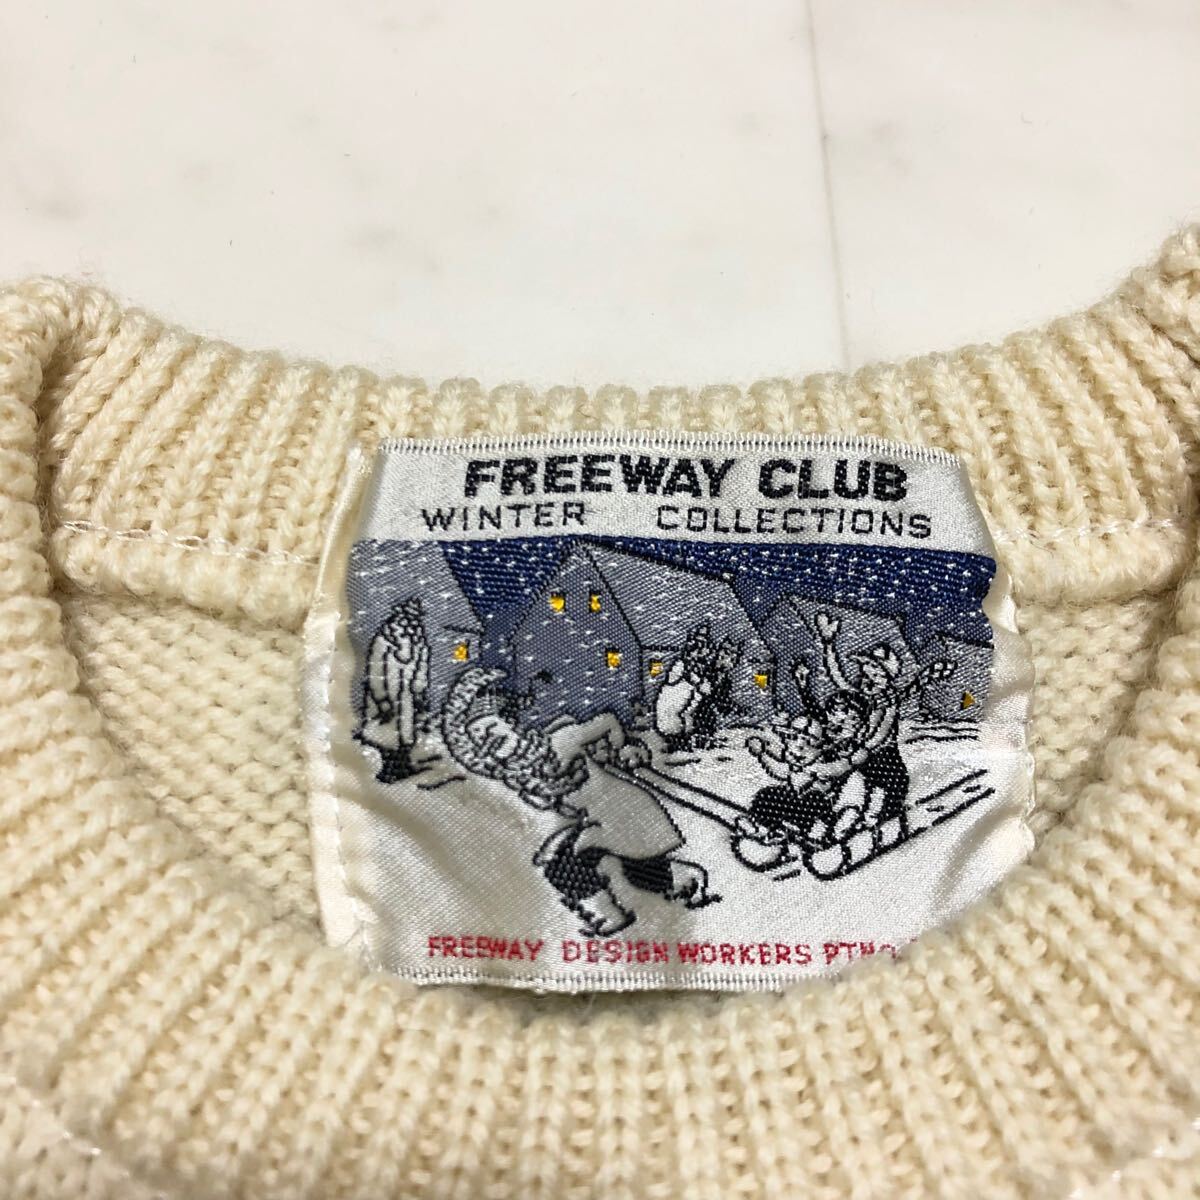 FREEWAY CLUB
WINTER COLLECTIONS
FREEWAY DESIGN WORKERS